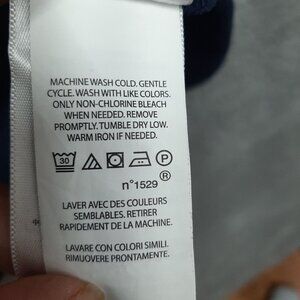 MACHINE WASH COLD. GENTLE
CYCLE. WASH WITH LIKE COLORS.
ONLY NON-CHLORINE BLEACH
WHEN NEEDED. REMOVE
PROMPTLY. TUMBLE DRY LOW.
WARM IRON IF NEEDED.
30 P
®
n°1529
LAVER AVEC DES COULEURS
SEMBLABLES. RETIRER
RAPIDEMENT DE LA MACHINE.
LAVARE CON COLORI SIMILI.
RIMUOVERE PRONTAMENTE.